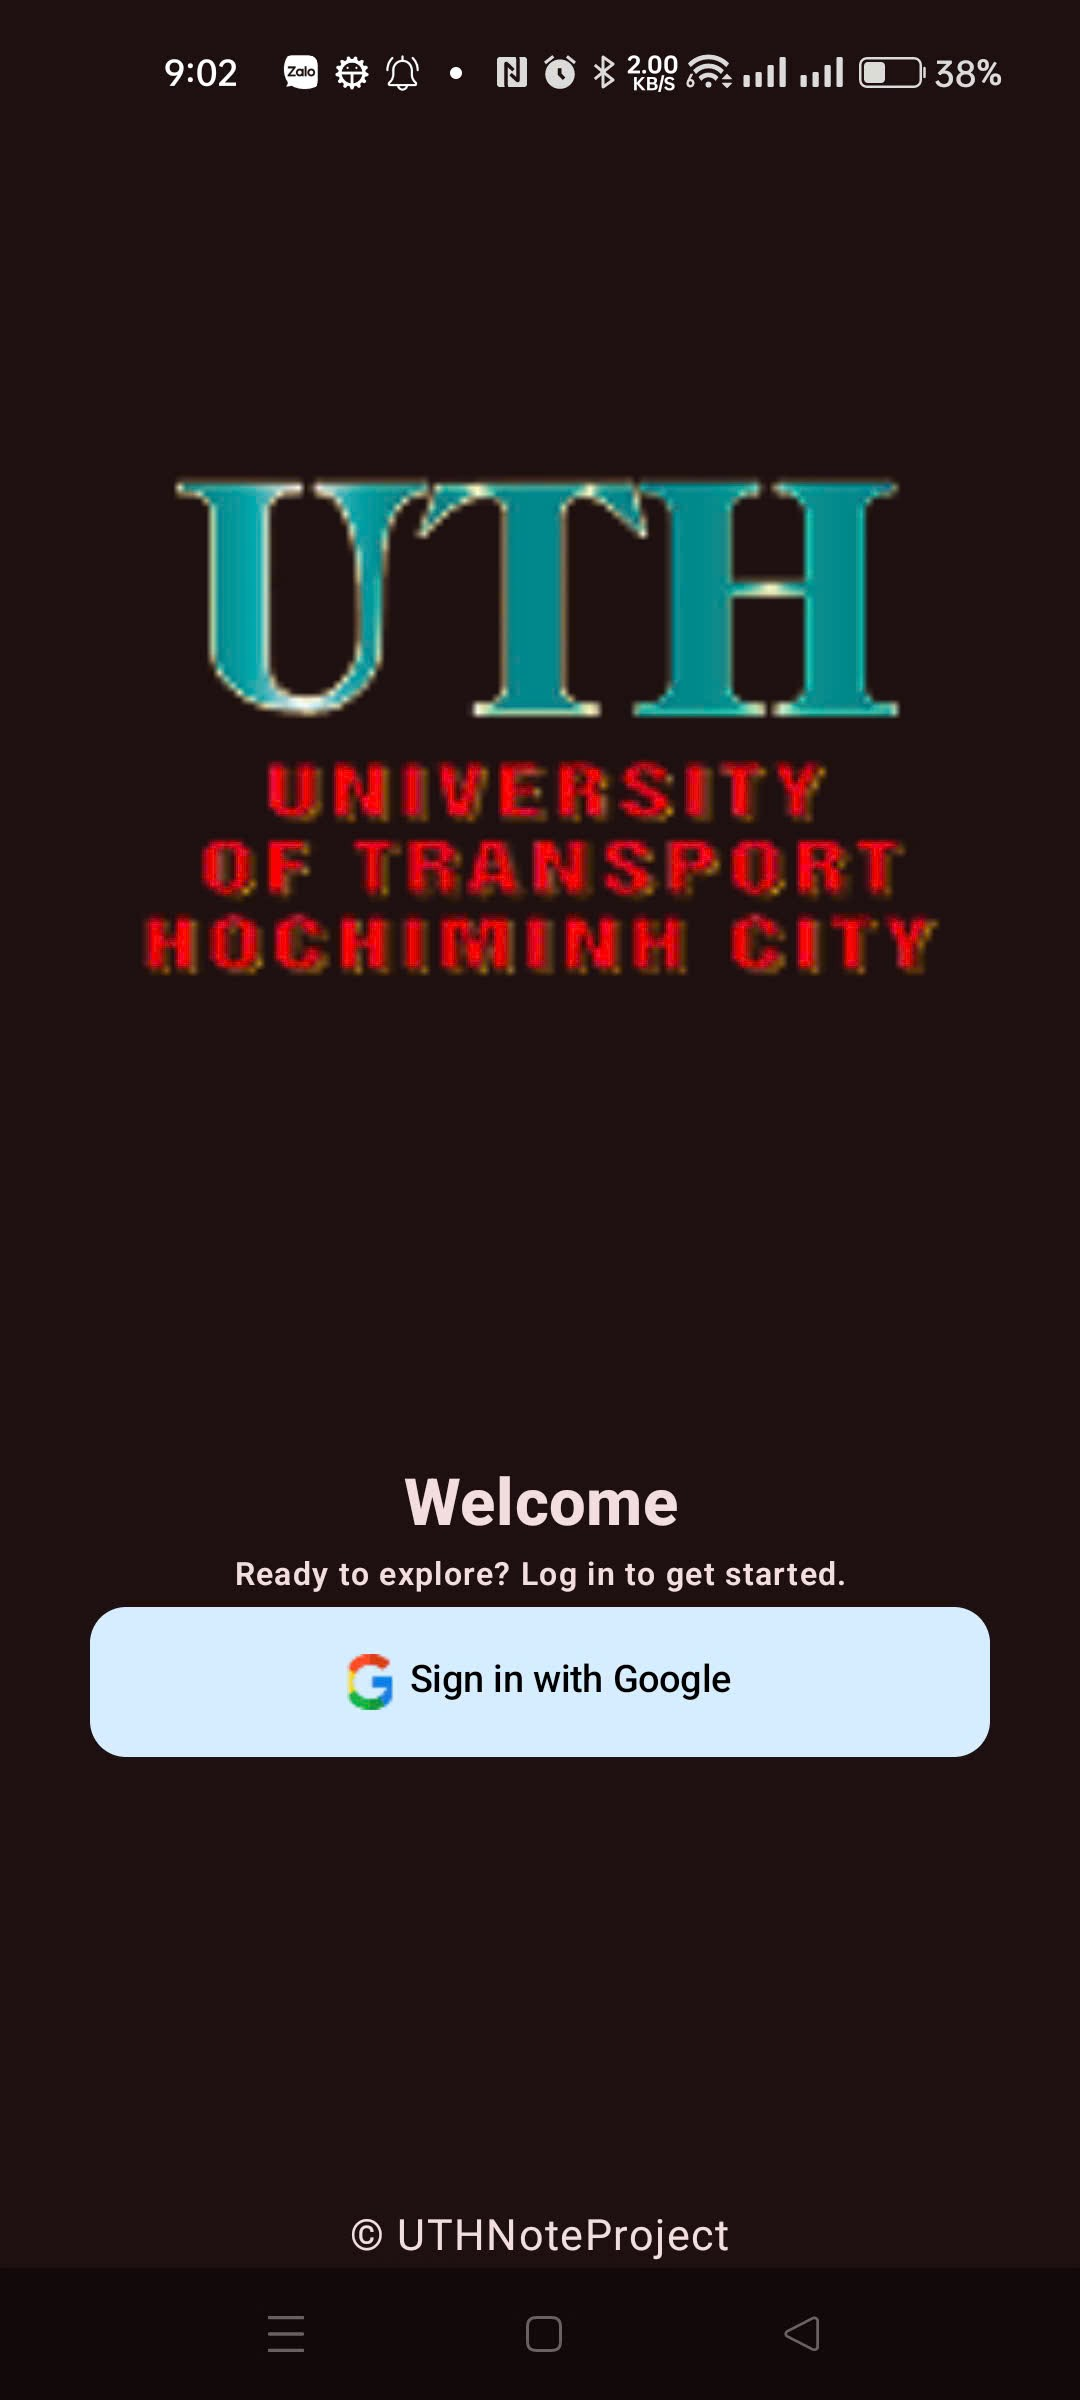 9:02 Zalo 2.00 KB/S 6 38%
UTH
UNIVERSITY
OF TRANSPORT
HOCHIMINH CITY
Welcome
Ready to explore? Log in to get started.
Sign in with Google
© UTHNoteProject